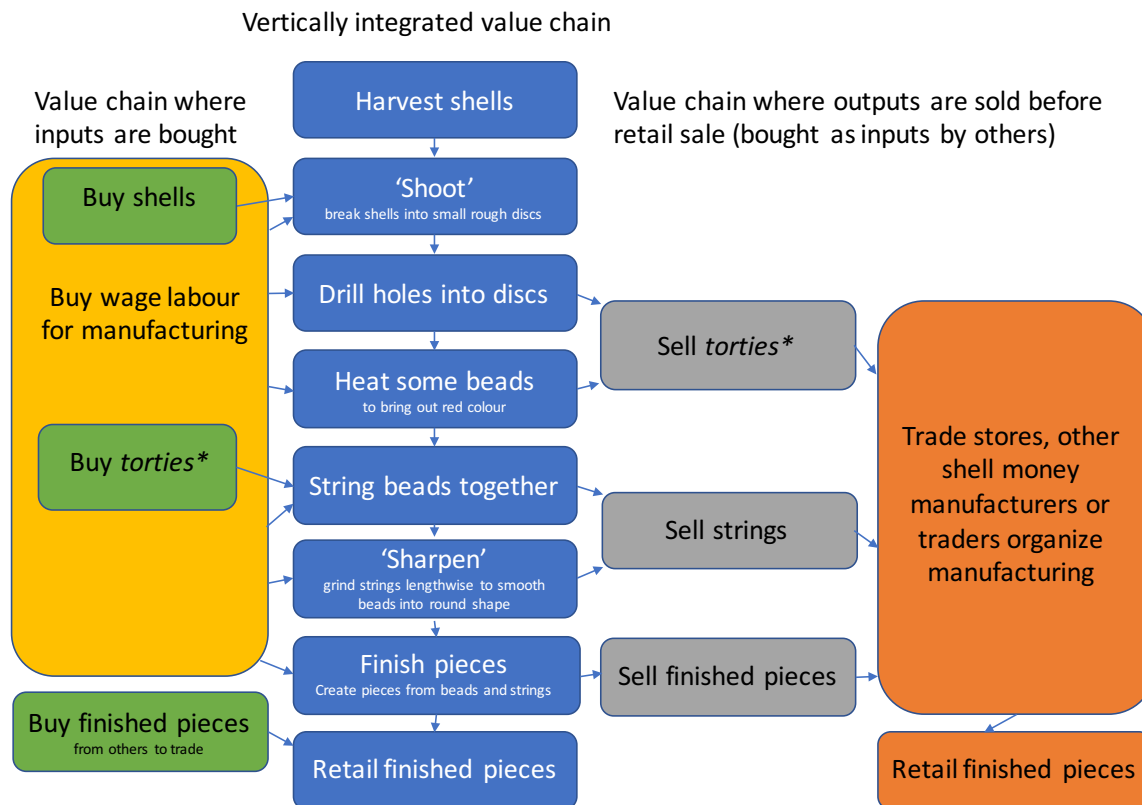 Vertically integrated value chain
Value chain where
inputs are bought
Harvest shells
Value chain where outputs are sold before
retail sale (bought as inputs by others)
Buy shells
‘Shoot’
break shells into small rough discs
Buy wage labour
for manufacturing
Drill holes into discs
Sell torties*
Heat some beads
to bring out red colour
Buy torties*
String beads together
Sell strings
‘Sharpen’
grind strings lengthwise to smooth
beads into round shape
Trade stores, other
shell money
manufacturers or
traders organize
manufacturing
Finish pieces
Create pieces from beads and strings
Sell finished pieces
Buy finished pieces
from others to trade
Retail finished pieces
Retail finished pieces